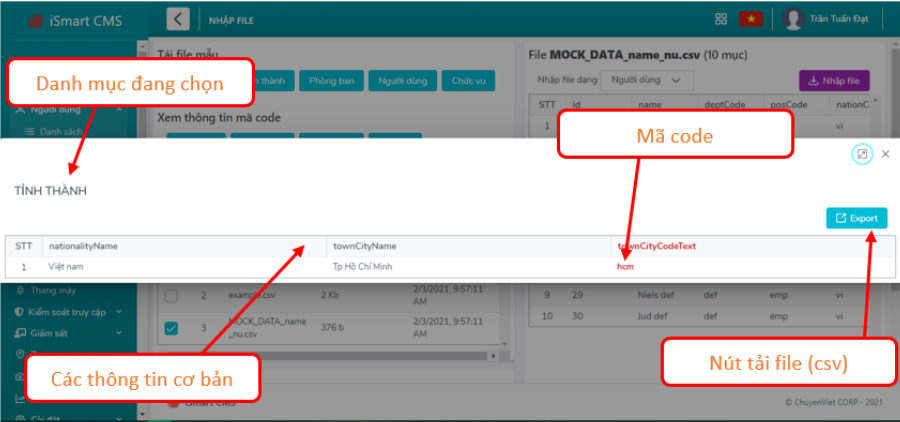 iSmart CMS
NHẬP FILE
Trần Tuấn Đạt
Tải file mẫu
File MOCK_DATA_name_nu.csv (10 mục)
Danh mục đang chọn
thành
Phòng ban
Người dùng
Chức vụ
Nhập file dạng
Người dùng
Nhập file
Người dùng
Danh sách
Xem thông tin mã code
STT id name deptCode posCode nationC
1 vi
Mã code
TỈNH THÀNH
Export
STT nationalityName townCityName townCityCodeText
1 Việt nam Tp Hồ Chí Minh hcm
Thang máy
Kiểm soát truy cập
Giám sát
2 example.csv 2 Kb 2/3/2021, 9:57:11
AM
3 MOCK_DATA_name
_nu.csv 376 b 2/3/2021, 9:57:11
AM
9 29 Niels def def emp vi
10 30 Jud def def emp vi
Các thông tin cơ bản
Nút tải file (csv)
iSmart CMS
© ChuyenViet CORP - 2021
Cài đặt